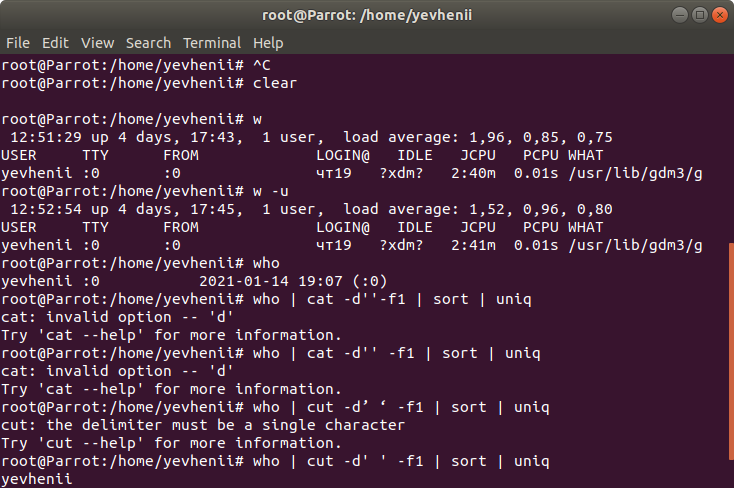 root@Parrot: /home/yevhenii
File Edit View Search Terminal Help
root@Parrot:/home/yevhenii# ^C
root@Parrot:/home/yevhenii# clear
root@Parrot:/home/yevhenii# w
 12:51:29 up 4 days, 17:43,  1 user,  load average: 1,96, 0,85, 0,75
USER     TTY      FROM             LOGIN@   IDLE   JCPU   PCPU WHAT
yevhenii :0       :0               чт19   ?xdm?   2:40m  0.01s /usr/lib/gdm3/g
root@Parrot:/home/yevhenii# w -u
 12:52:54 up 4 days, 17:45,  1 user,  load average: 1,52, 0,96, 0,80
USER     TTY      FROM             LOGIN@   IDLE   JCPU   PCPU WHAT
yevhenii :0       :0               чт19   ?xdm?   2:41m  0.01s /usr/lib/gdm3/g
root@Parrot:/home/yevhenii# who
yevhenii :0           2021-01-14 19:07 (:0)
root@Parrot:/home/yevhenii# who | cat -d''-f1 | sort | uniq
cat: invalid option -- 'd'
Try 'cat --help' for more information.
root@Parrot:/home/yevhenii# who | cat -d'' -f1 | sort | uniq
cat: invalid option -- 'd'
Try 'cat --help' for more information.
root@Parrot:/home/yevhenii# who | cut -d’ ‘ -f1 | sort | uniq
cut: the delimiter must be a single character
Try 'cut --help' for more information.
root@Parrot:/home/yevhenii# who | cut -d' ' -f1 | sort | uniq
yevhenii